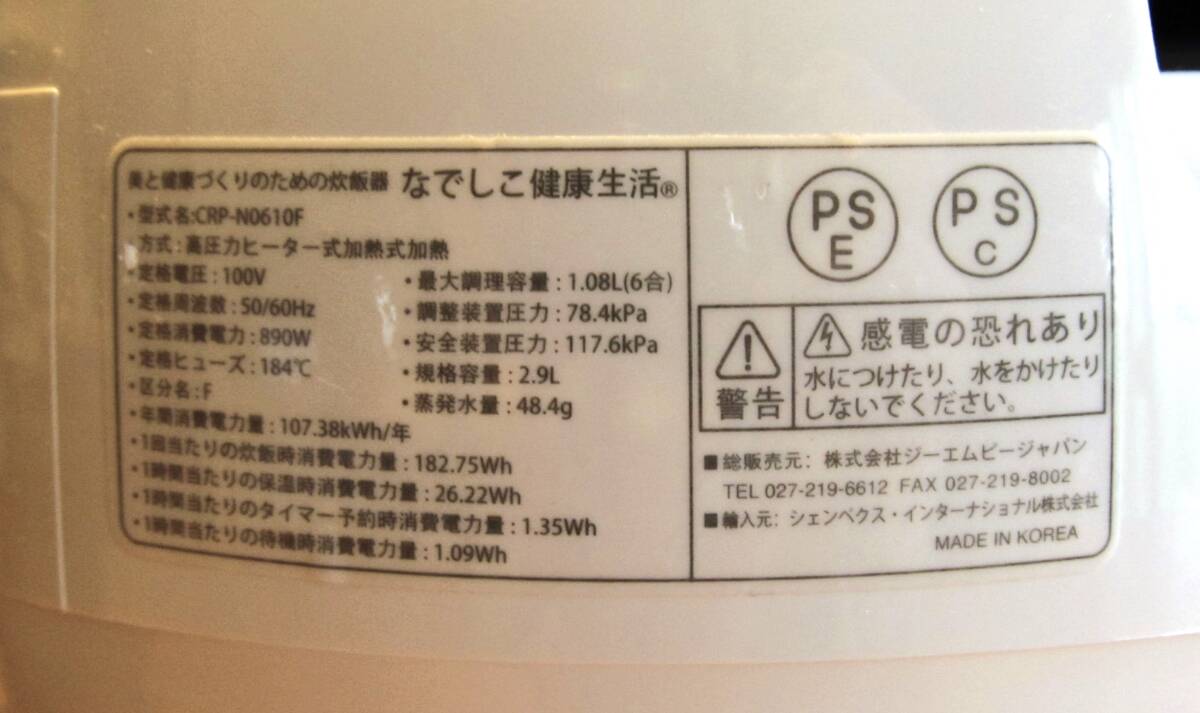 美と健康づくりのための炊飯器 なでしこ健康生活®
・型式名:CRP-N0610F
・方式:高圧力ヒーター式加熱式加熱
・定格電圧:100V
・定格周波数:50/60Hz
・定格消費電力:890W
・定格ヒューズ:184℃
・区分名:F
・年間消費電力量:107.38kWh/年
・1回当たりの炊飯時消費電力量:182.75Wh
・1時間当たりの保温時消費電力量:26.22Wh
・1時間当たりのタイマー予約時消費電力量:1.35Wh
・1時間当たりの待機時消費電力量:1.09Wh
・最大調理容量:1.08L(6合)
・調整装置圧力:78.4kPa
・安全装置圧力:117.6kPa
・規格容量:2.9L
・蒸発水量:48.4g
PS
E
PS
C
警告
感電の恐れあり
水につけたり、水をかけたり
しないでください。
■総販売元:株式会社ジーエムピージャパン
TEL 027-219-6612 FAX 027-219-8002
■輸入元:シェンペクス・インターナショナル株式会社
MADE IN KOREA